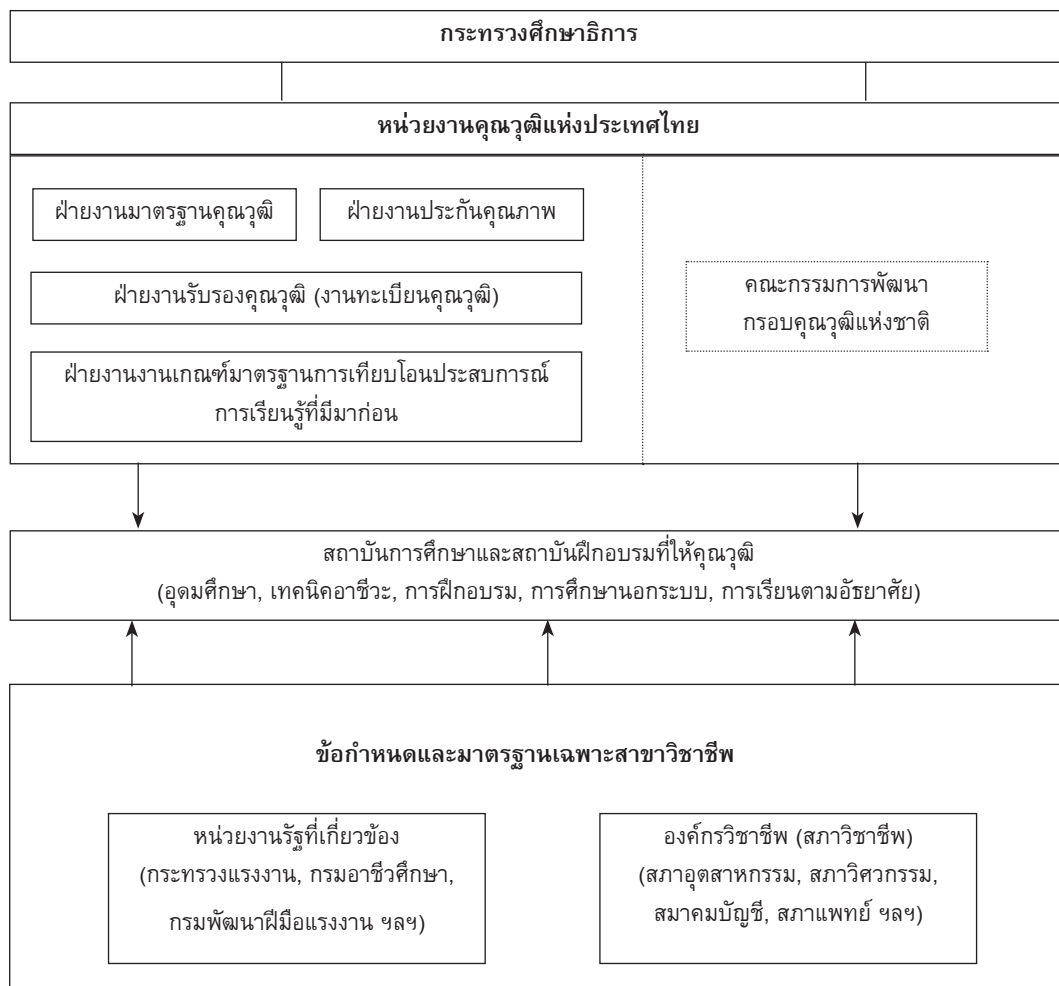 กระทรวงศึกษาธิการ
หน่วยงานคุณวุฒิแห่งประเทศไทย
ฝ่ายงานมาตรฐานคุณวุฒิ
ฝ่ายงานประกันคุณภาพ
ฝ่ายงานรับรองคุณวุฒิ (งานทะเบียนคุณวุฒิ)
ฝ่ายงานงานเกณฑ์มาตรฐานการเทียบโอนประสบการณ์
การเรียนรู้ที่มีมาก่อน
คณะกรรมการพัฒนา
กรอบคุณวุฒิแห่งชาติ
สถาบันการศึกษาและสถาบันฝึกอบรมที่ให้คุณวุฒิ
(อุดมศึกษา, เทคนิคอาชีวะ, การฝึกอบรม, การศึกษานอกระบบ, การเรียนตามอัธยาศัย)
ข้อกำหนดและมาตรฐานเฉพาะสาขาวิชาชีพ
หน่วยงานรัฐที่เกี่ยวข้อง
(กระทรวงแรงงาน, กรมอาชีวศึกษา,
กรมพัฒนาฝีมือแรงงาน ฯลฯ)
องค์กรวิชาชีพ (สภาวิชาชีพ)
(สภาอุตสาหกรรม, สภาวิศวกรรม,
สมาคมบัญชี, สภาแพทย์ ฯลฯ)